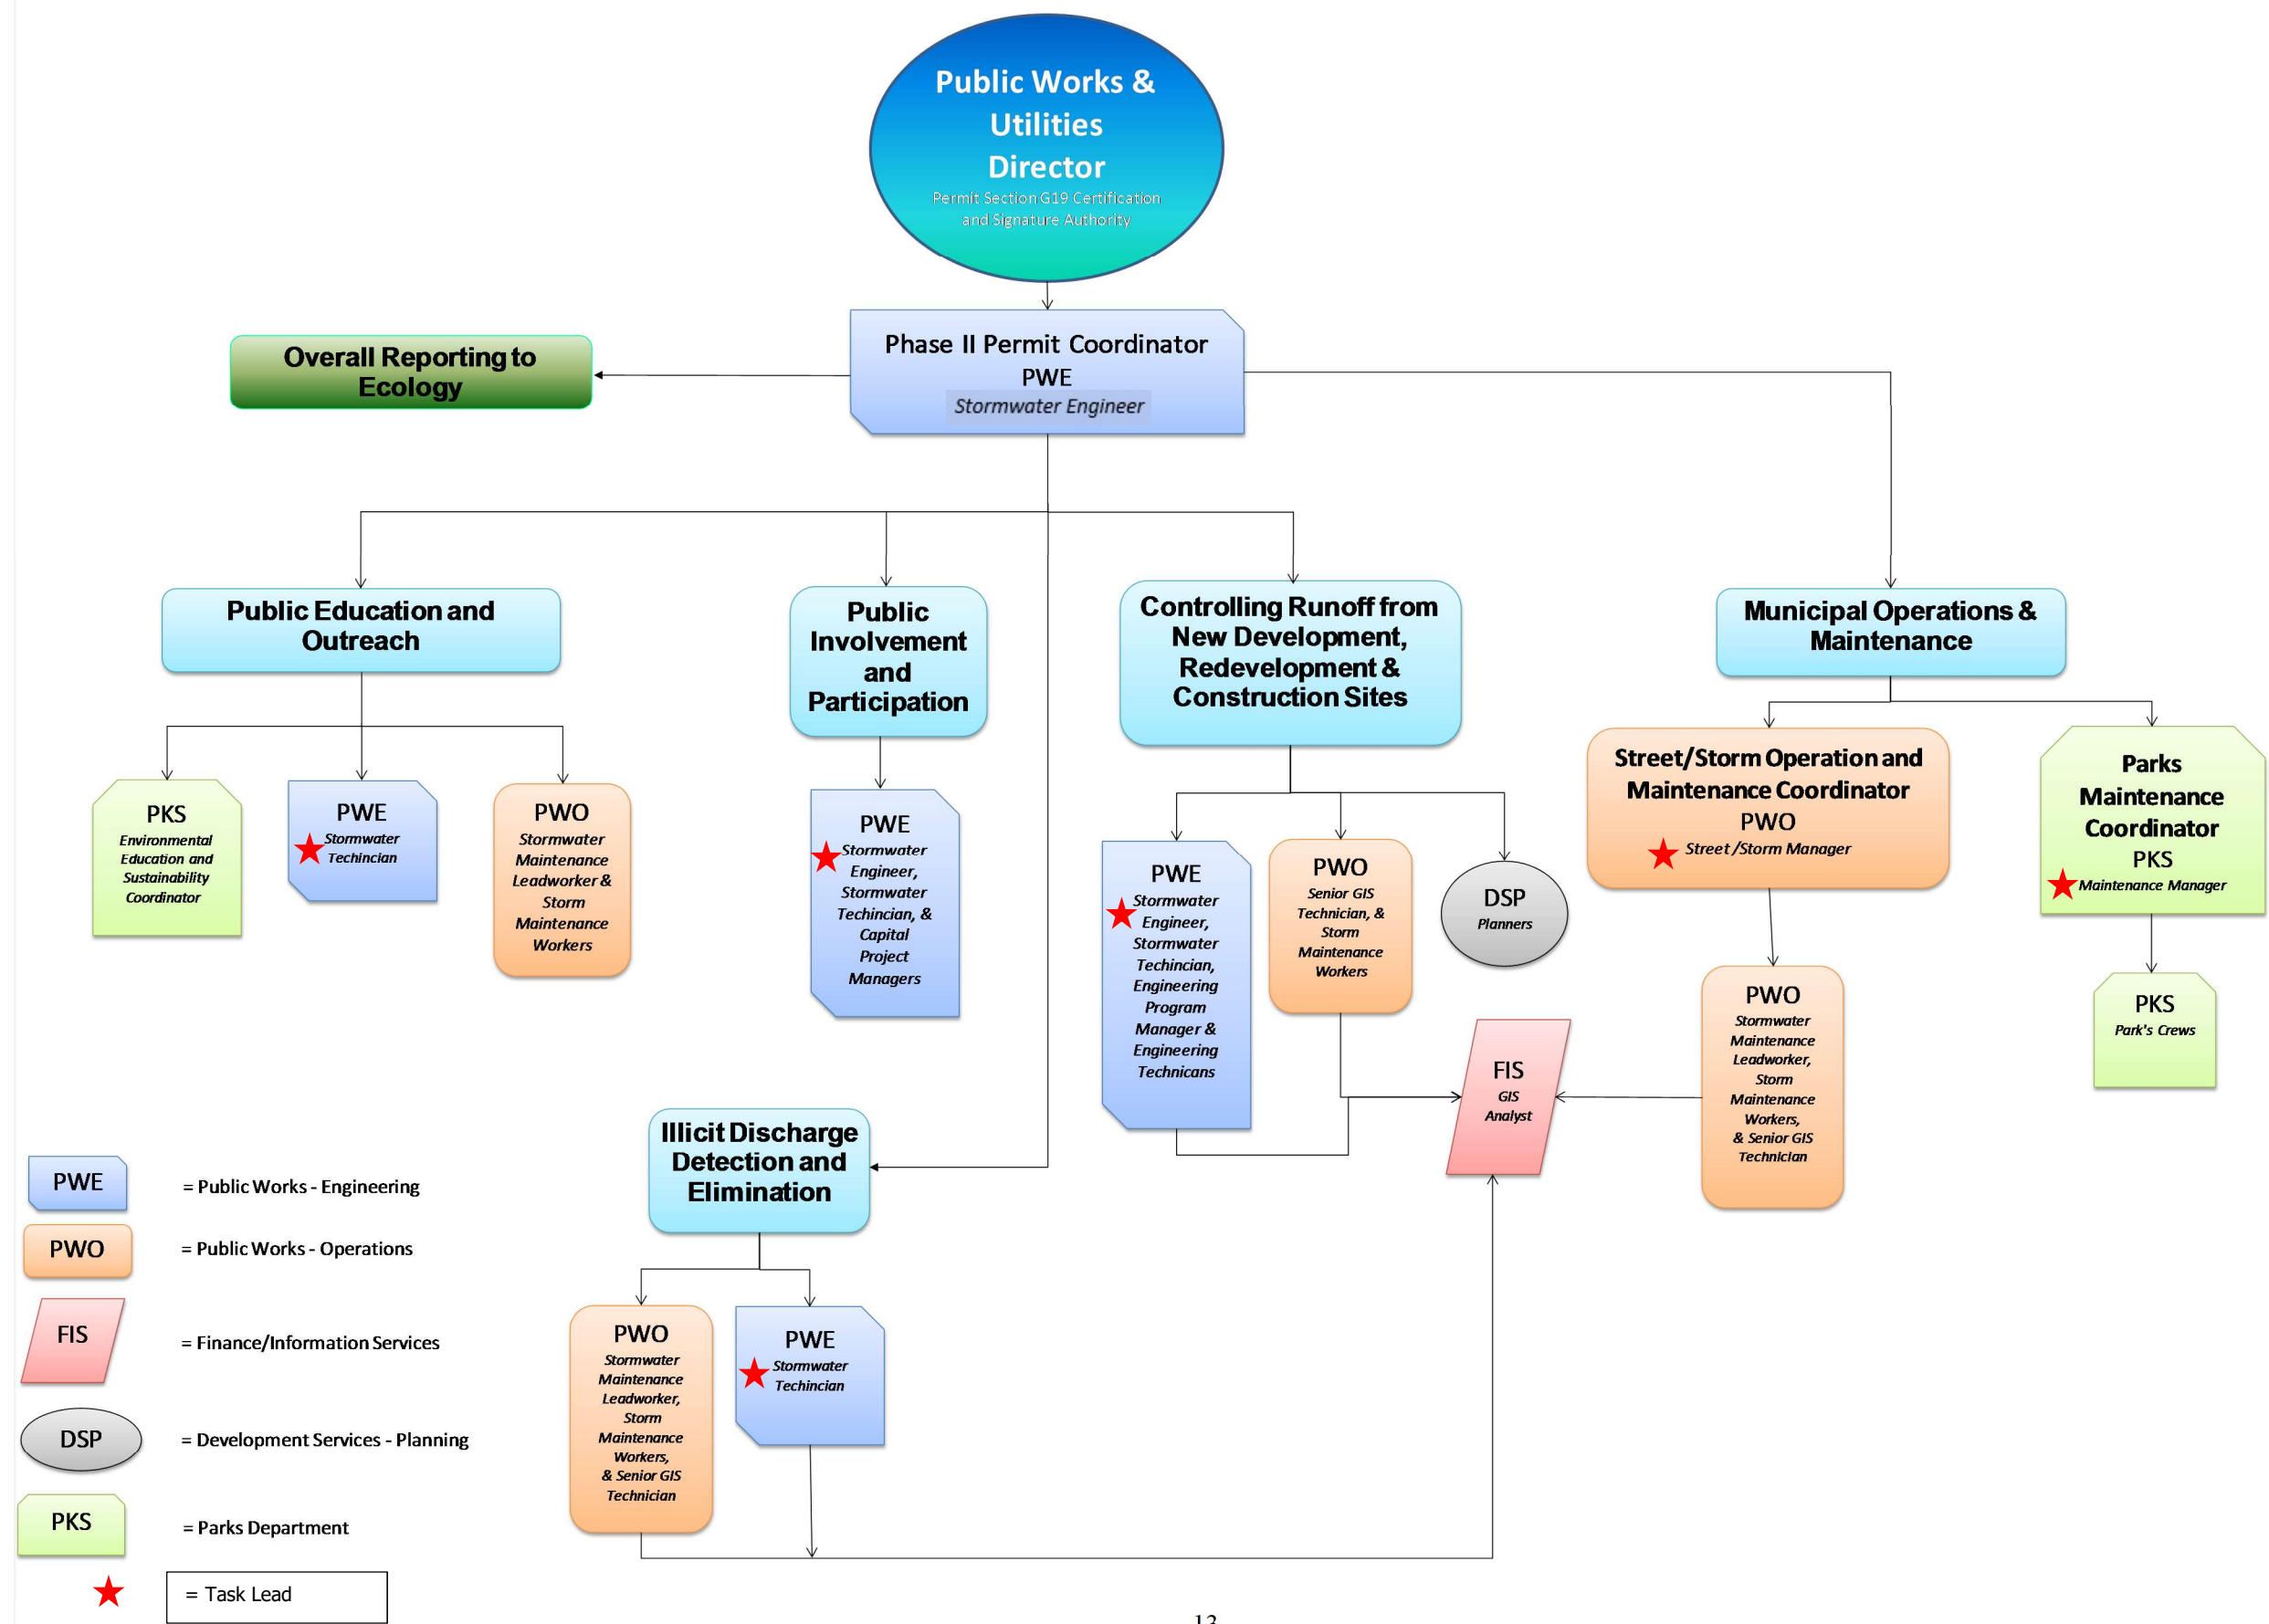 Public Works &
Utilities
Director
Permit Section G19 Certification
and Signature Authority
Phase II Permit Coordinator
PWE
Stormwater Engineer
Overall Reporting to
Ecology
Public Education and
Outreach
Public
Involvement
and
Participation
Controlling Runoff from
New Development,
Redevelopment &
Construction Sites
Municipal Operations &
Maintenance
PKS
Environmental
Education and
Sustainability
Coordinator
PWE
Stormwater
Techincian
PWO
Stormwater
Maintenance
Leadworker &
Storm
Maintenance
Workers
PWE
Stormwater
Engineer,
Stormwater
Techincian, &
Capital
Project
Managers
PWE
Stormwater
Engineer,
Stormwater
Techincian,
Engineering
Program
Manager &
Engineering
Technicans
PWO
Senior GIS
Technician, &
Storm
Maintenance
Workers
DSP
Planners
Street/Storm Operation and
Maintenance Coordinator
PWO
Street /Storm Manager
Parks
Maintenance
Coordinator
PKS
Maintenance Manager
FIS
GIS
Analyst
PWO
Stormwater
Maintenance
Leadworker,
Storm
Maintenance
Workers,
& Senior GIS
Technician
PKS
Park's Crews
Illicit Discharge
Detection and
Elimination
PWO
Stormwater
Maintenance
Leadworker,
Storm
Maintenance
Workers,
& Senior GIS
Technician
PWE
Stormwater
Techincian
PWE = Public Works - Engineering
PWO = Public Works - Operations
FIS = Finance/Information Services
DSP = Development Services - Planning
PKS = Parks Department
= Task Lead
13